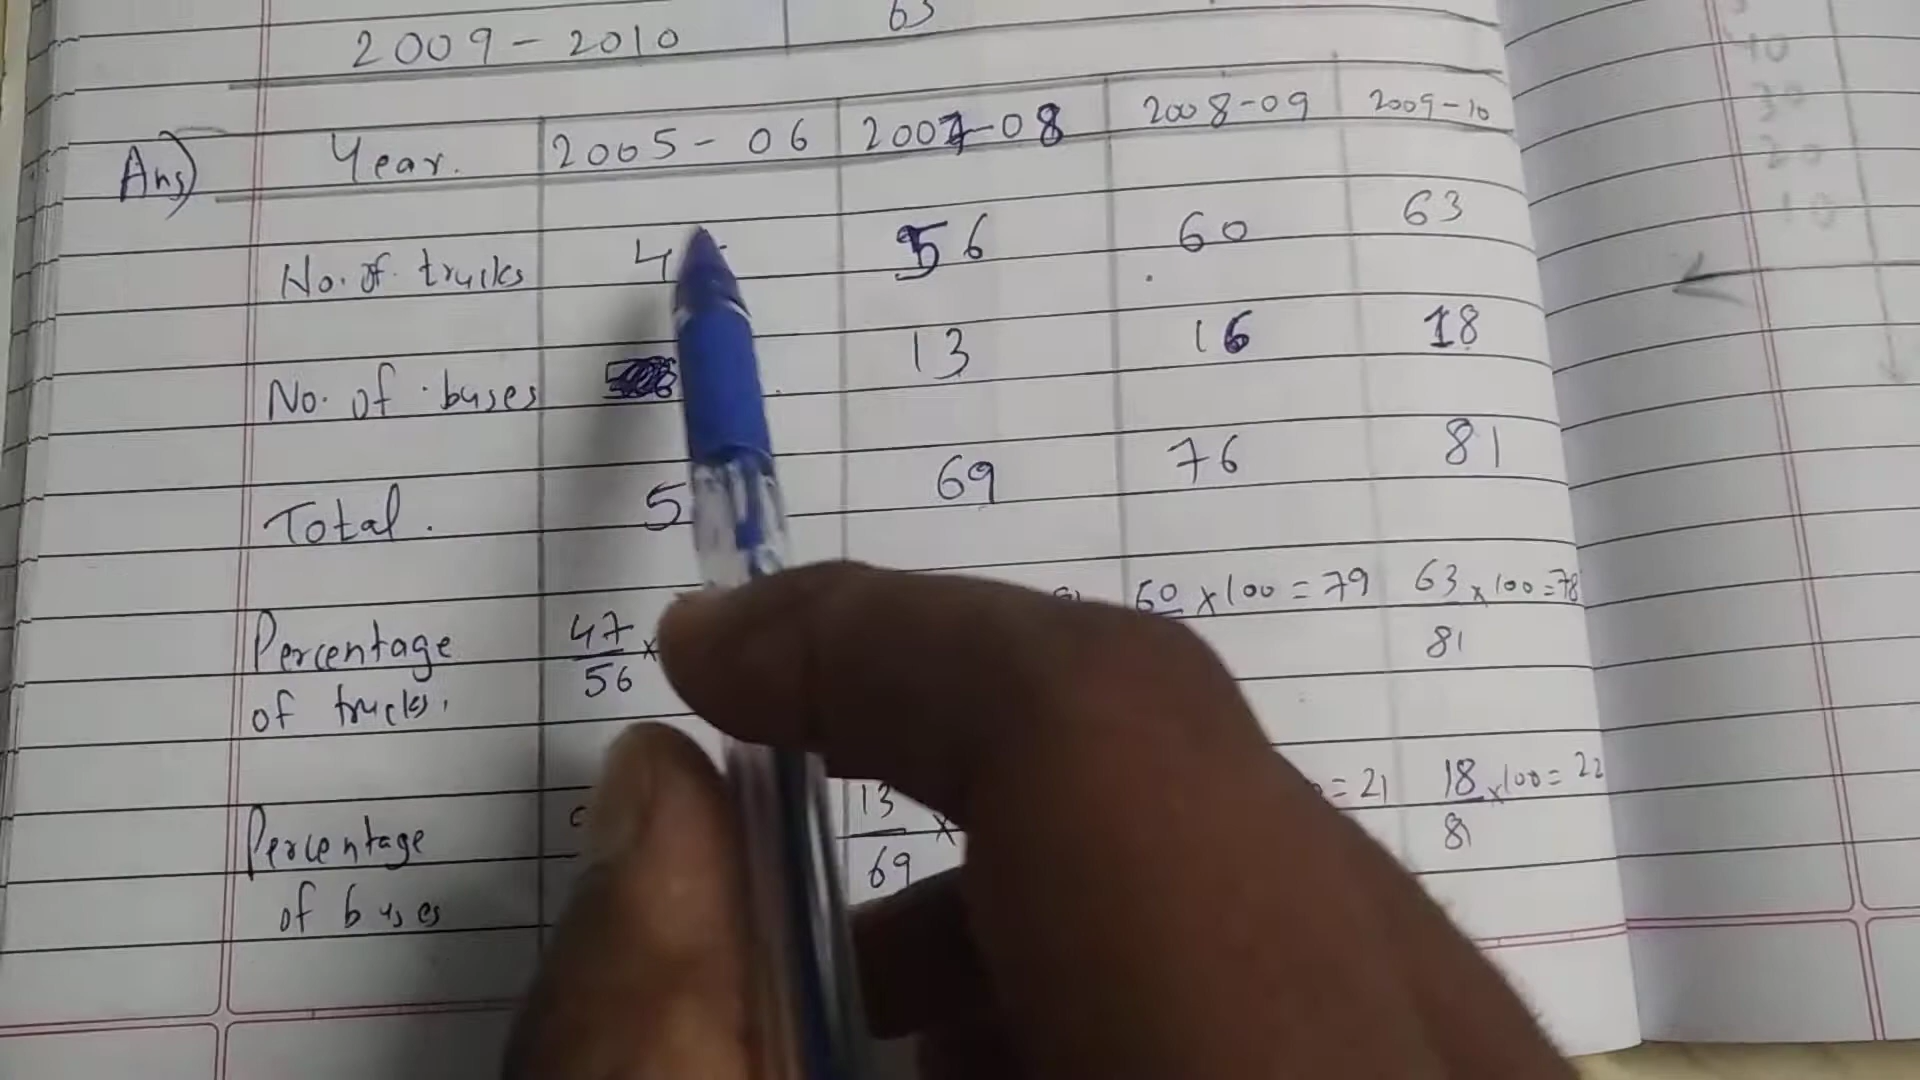 2009-2010 63
Ans) Year. 2005-06 2007-08 2008-09 2009-10
No. of trucks 4 56 60 63
No. of buses 13 16 18
Total. 5 69 76 81
Percentage of trucks. 47/56 × 60 × 100 = 79 63/81 × 100 = 78
Percentage of buses 13/69 × = 21 18/81 × 100 = 22